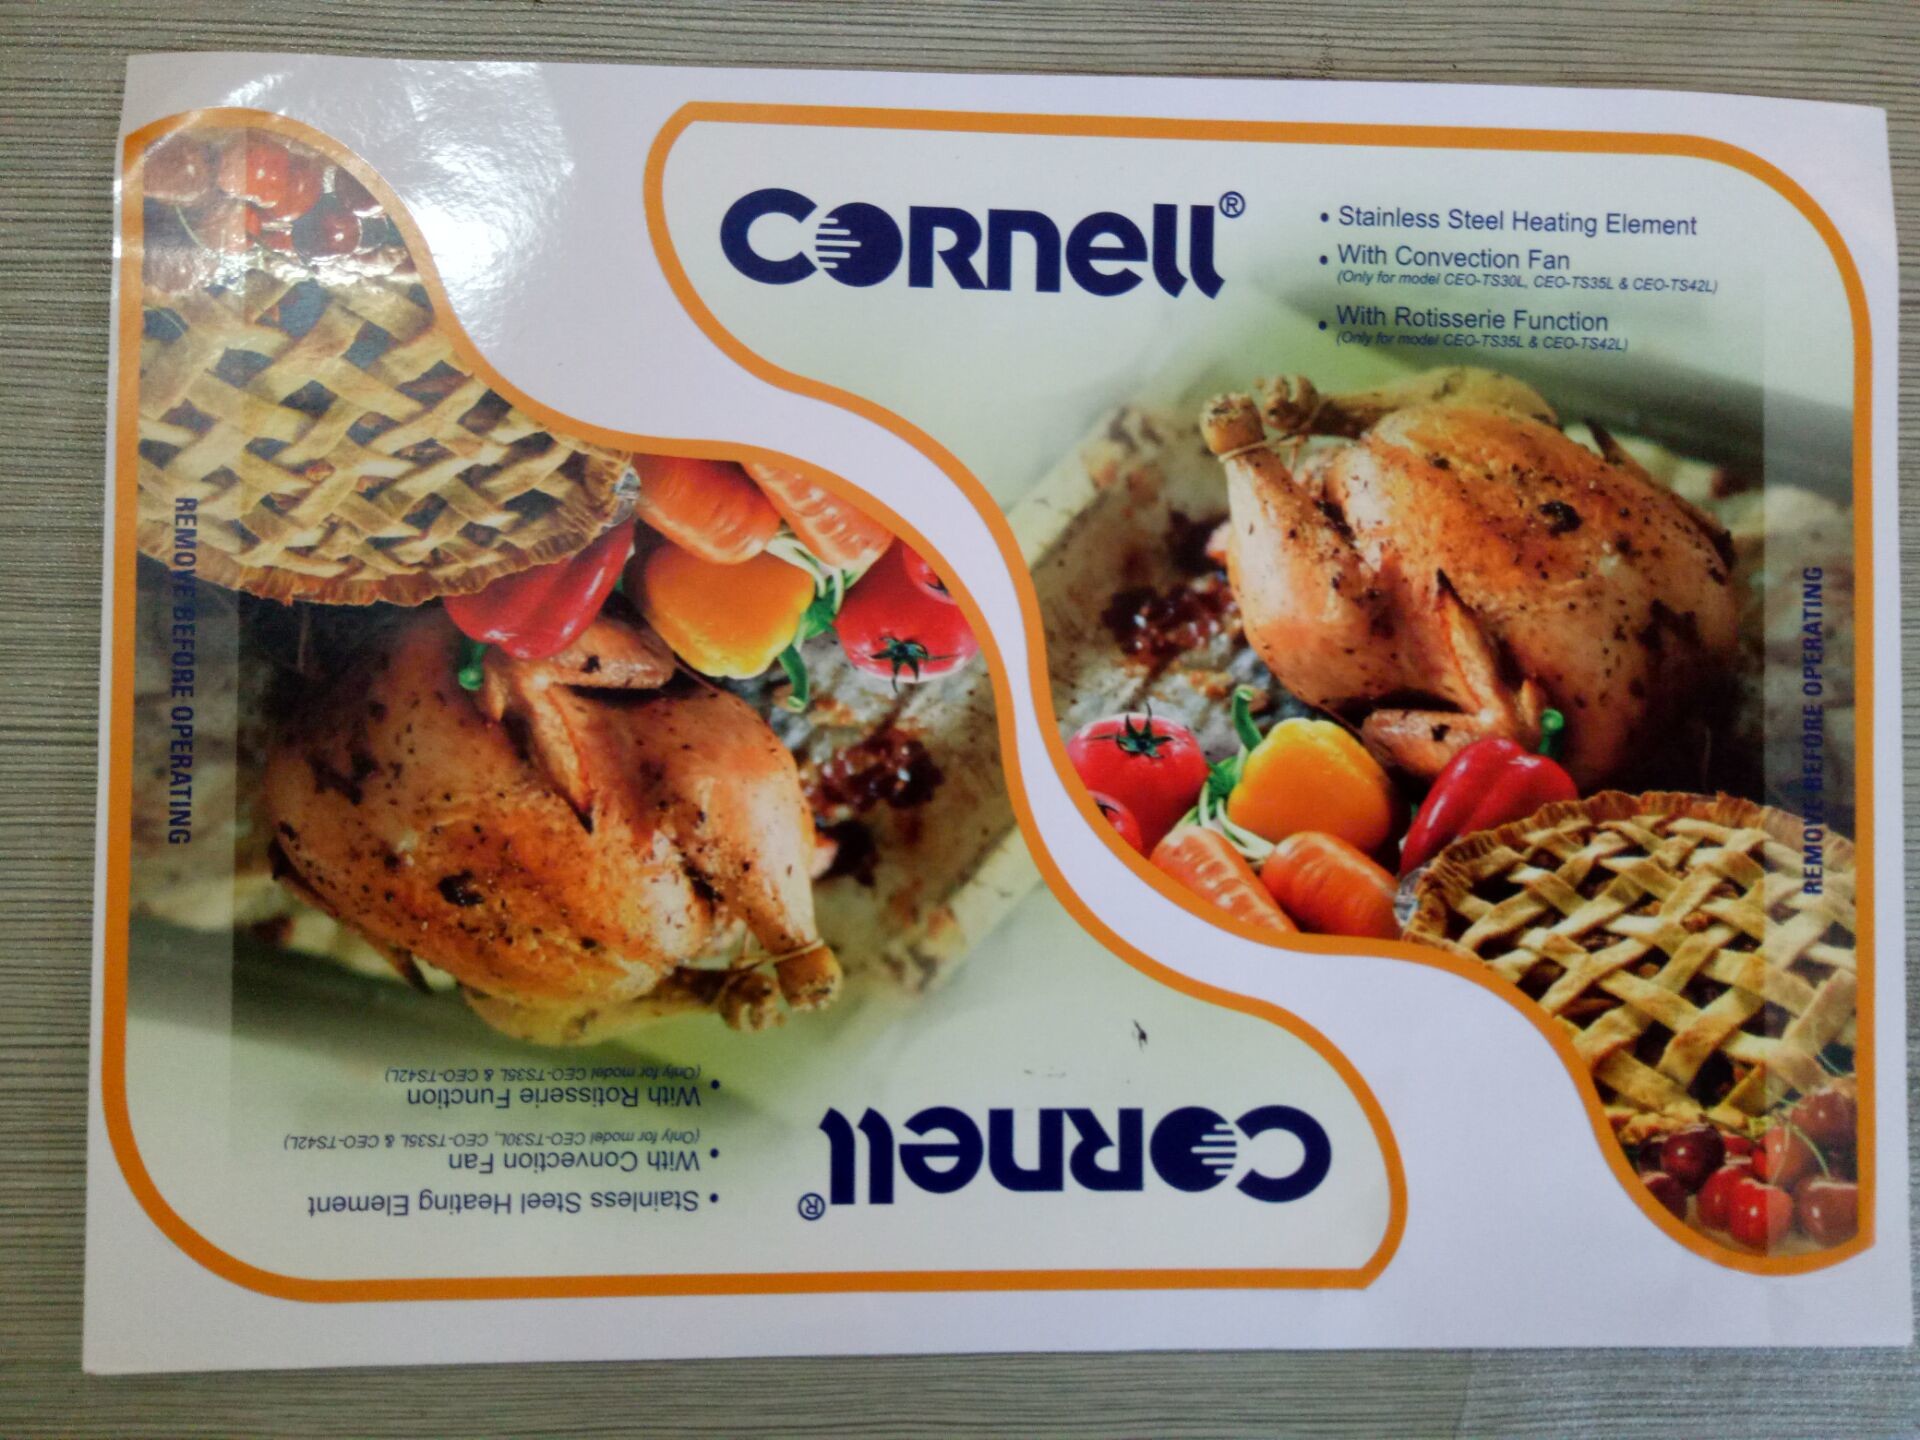 CORNELL®
• Stainless Steel Heating Element
• With Convection Fan
(Only for model CEO-TS30L, CEO-TS35L & CEO-TS42L)
• With Rotisserie Function
(Only for model CEO-TS35L & CEO-TS42L)
REMOVE BEFORE OPERATING
REMOVE BEFORE OPERATING
CORNELL®
• Stainless Steel Heating Element
• With Convection Fan
(Only for model CEO-TS30L, CEO-TS35L & CEO-TS42L)
• With Rotisserie Function
(Only for model CEO-TS35L & CEO-TS42L)